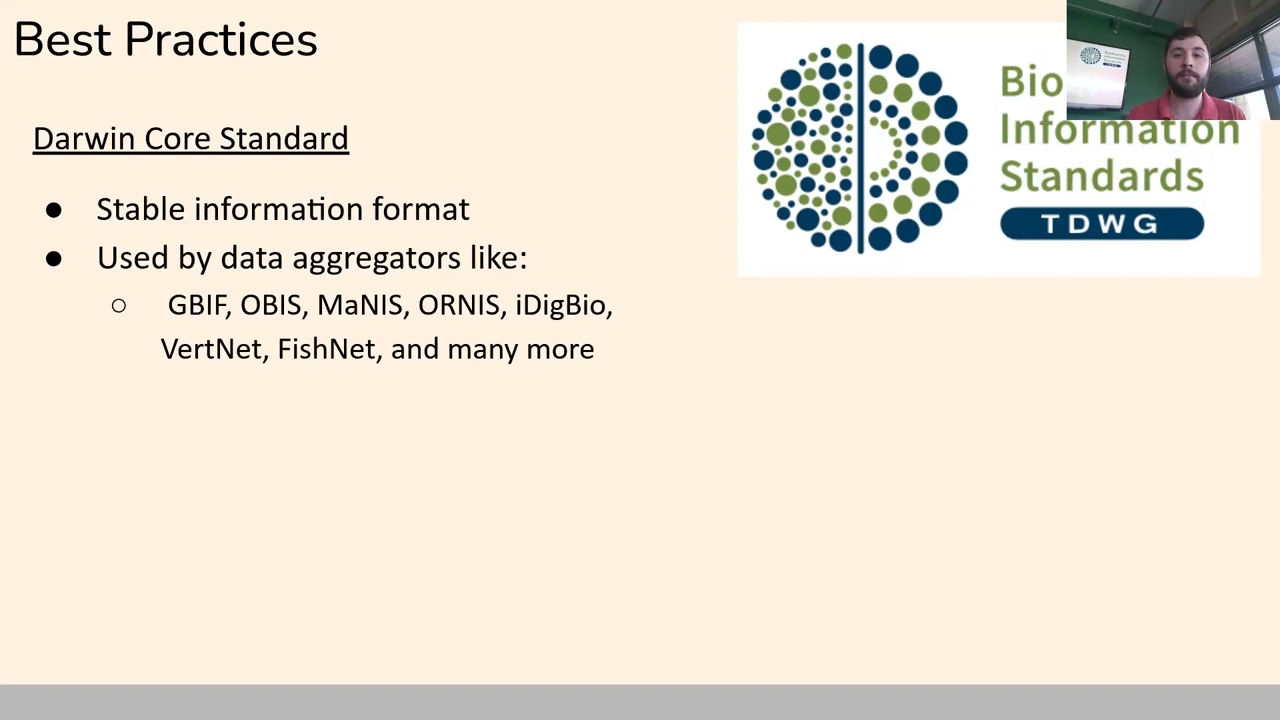 Best Practices
Darwin Core Standard
● Stable information format
● Used by data aggregators like:
○ GBIF, OBIS, MaNIS, ORNIS, iDigBio,
VertNet, FishNet, and many more
Bio
Information
Standards
TDWG